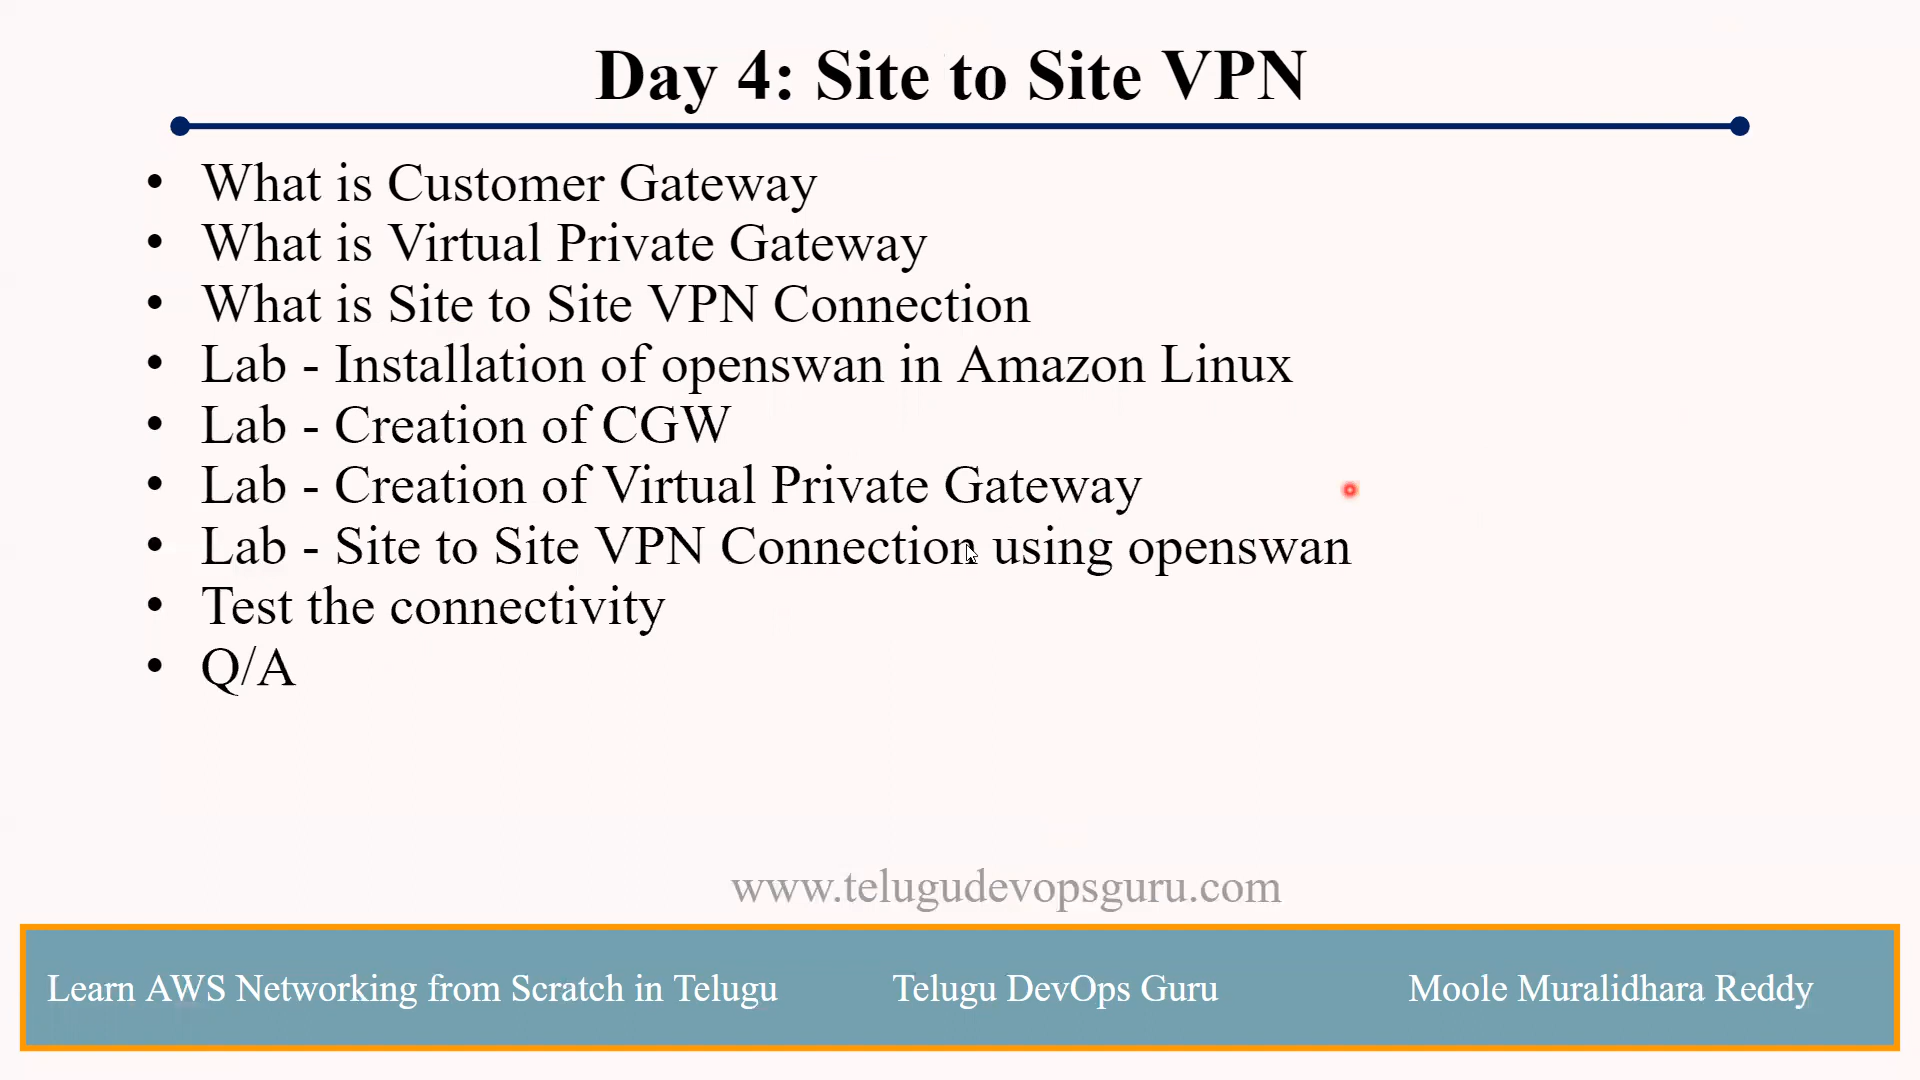 Day 4: Site to Site VPN
• What is Customer Gateway
• What is Virtual Private Gateway
• What is Site to Site VPN Connection
• Lab - Installation of openswan in Amazon Linux
• Lab - Creation of CGW
• Lab - Creation of Virtual Private Gateway
• Lab - Site to Site VPN Connection using openswan
• Test the connectivity
• Q/A
www.telugudevopsguru.com
Learn AWS Networking from Scratch in Telugu
Telugu DevOps Guru
Moole Muralidhara Reddy